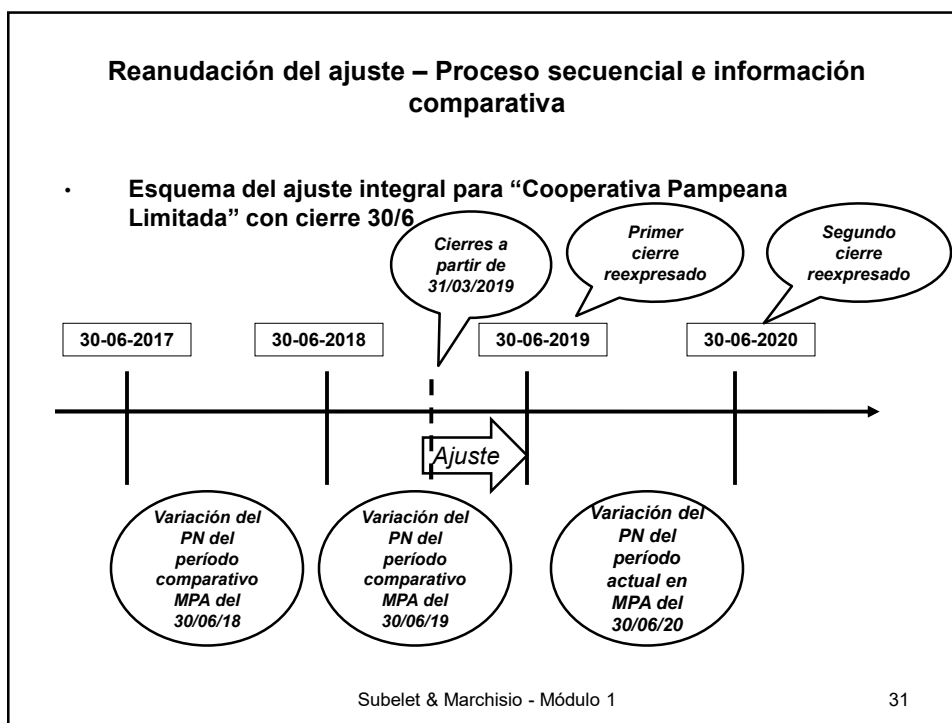 Reanudación del ajuste – Proceso secuencial e información
comparativa
• Esquema del ajuste integral para “Cooperativa Pampeana
Limitada” con cierre 30/6
Cierres a
partir de
31/03/2019
Primer
cierre
reexpresado
Segundo
cierre
reexpresado
30-06-2017
30-06-2018
30-06-2019
30-06-2020
Ajuste
Variación del
PN del
período
comparativo
MPA del
30/06/18
Variación del
PN del
período
comparativo
MPA del
30/06/19
Variación del
PN del
período
actual en
MPA del
30/06/20
Subelet & Marchisio - Módulo 1
31